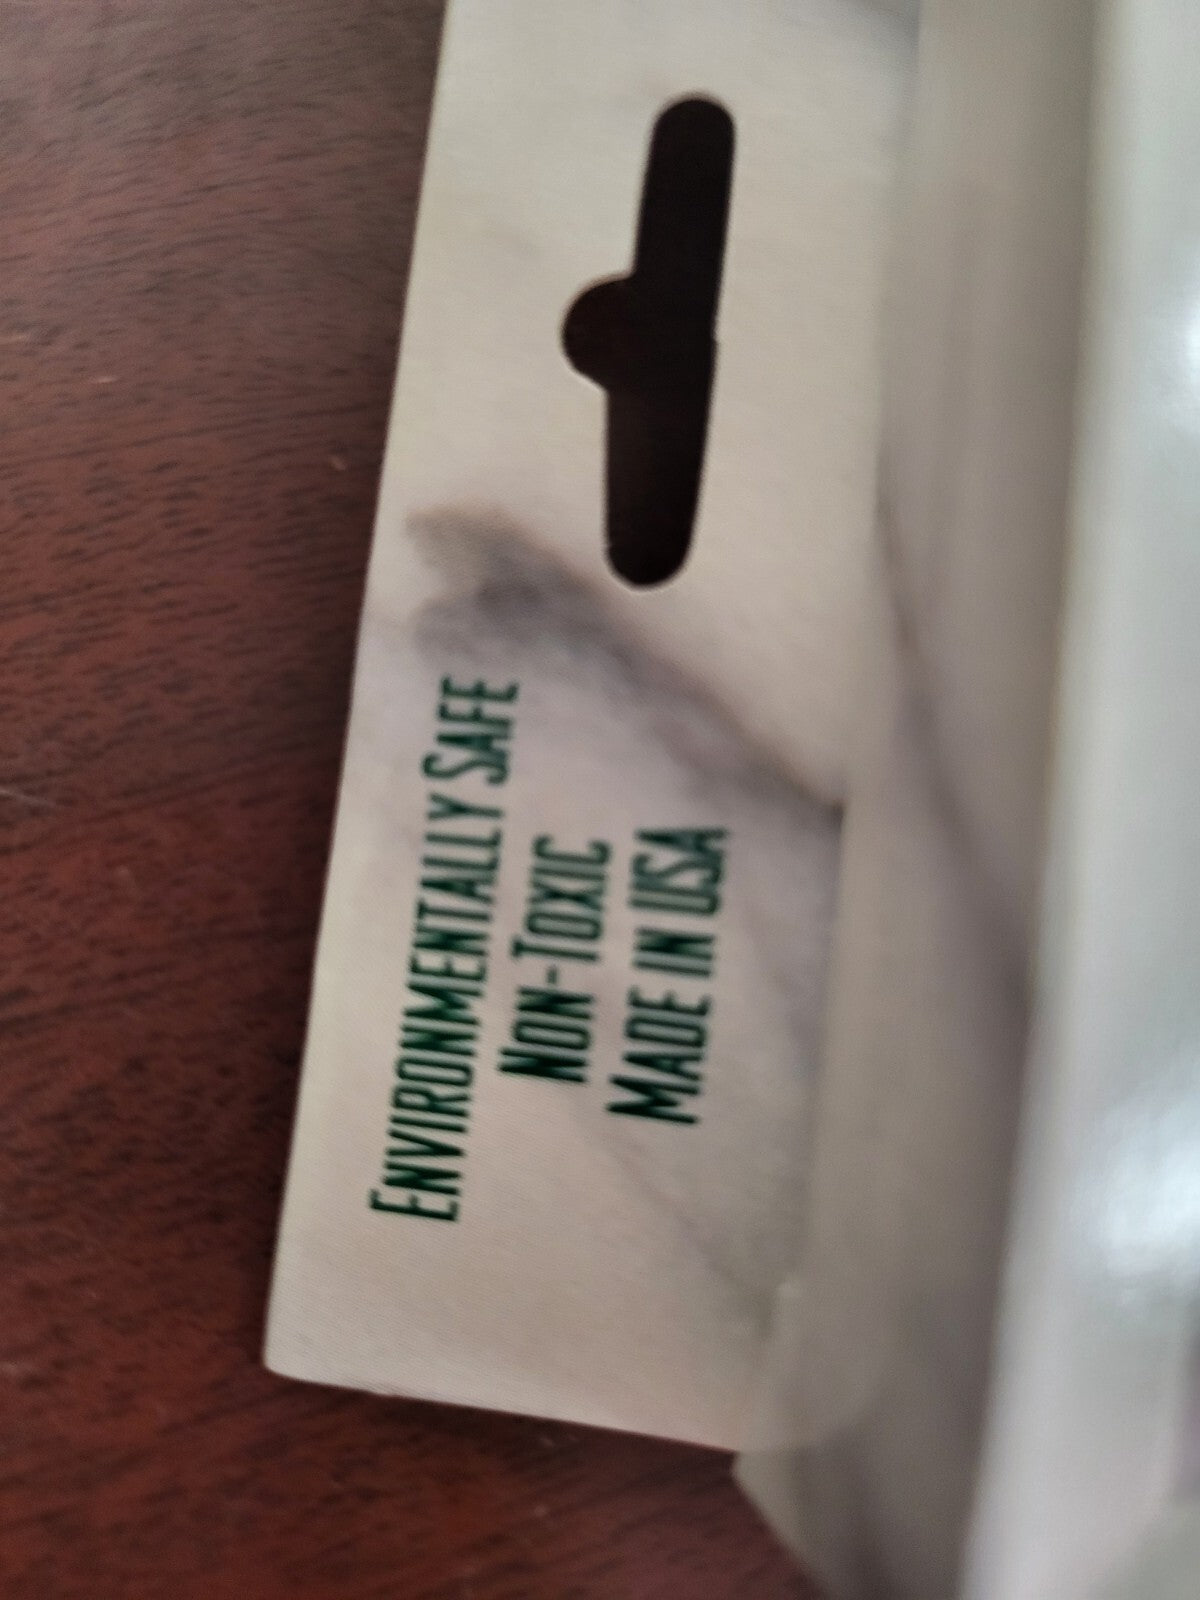 ENVIRONMENTALLY SAFE
NON-TOXIC
MADE IN USA